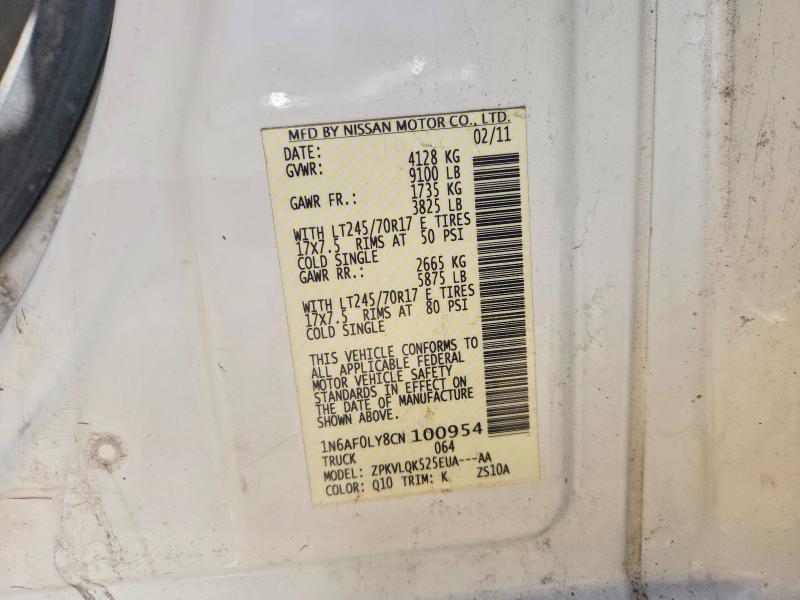 MFD BY NISSAN MOTOR CO., LTD.
DATE: 02/11
GVWR: 4128 KG
9100 LB
GAWR FR.: 1735 KG
3825 LB
WITH LT245/70R17 E TIRES
17X7.5 RIMS AT 50 PSI
COLD SINGLE
GAWR RR.: 2665 KG
5875 LB
WITH LT245/70R17 E TIRES
17X7.5 RIMS AT 80 PSI
COLD SINGLE
THIS VEHICLE CONFORMS TO
ALL APPLICABLE FEDERAL
MOTOR VEHICLE SAFETY
STANDARDS IN EFFECT ON
THE DATE OF MANUFACTURE
SHOWN ABOVE.
1N6AF0LY8CN 100954
TRUCK 064
MODEL: ZPKVLQK525EUA---AA
COLOR: Q10 TRIM: K ZS10A